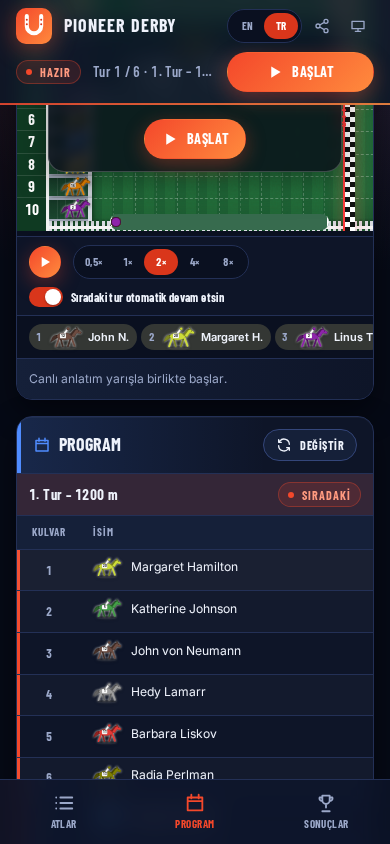 PIONEER DERBY
EN TR
HAZIR
Tur 1 / 6 · 1. Tur – 1...
BAŞLAT
6
7
8
9
10
BAŞLAT
0,5× 1× 2× 4× 8×
Sıradaki tur otomatik devam etsin
1 John N. 2 Margaret H. 3 Linus T
Canlı anlatım yarışla birlikte başlar.
PROGRAM
DEĞİŞTİR
1. Tur – 1200 m
SIRADAKİ
KULVAR İSİM
1 Margaret Hamilton
2 Katherine Johnson
3 John von Neumann
4 Hedy Lamarr
5 Barbara Liskov
6 Radia Perlman
ATLAR PROGRAM SONUÇLAR